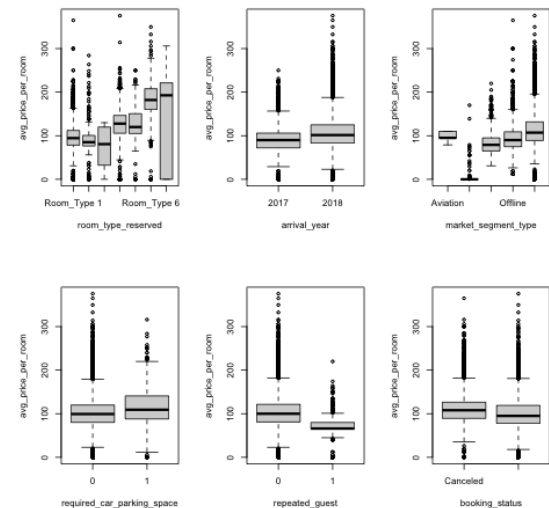 avg_price_per_room
0 100 200 300
Room_Type 1 Room_Type 6
room_type_reserved
avg_price_per_room
0 100 200 300
2017 2018
arrival_year
avg_price_per_room
0 100 200 300
Aviation Offline
market_segment_type
avg_price_per_room
0 100 200 300
0 1
required_car_parking_space
avg_price_per_room
0 100 200 300
0 1
repeated_guest
avg_price_per_room
0 100 200 300
Canceled
booking_status